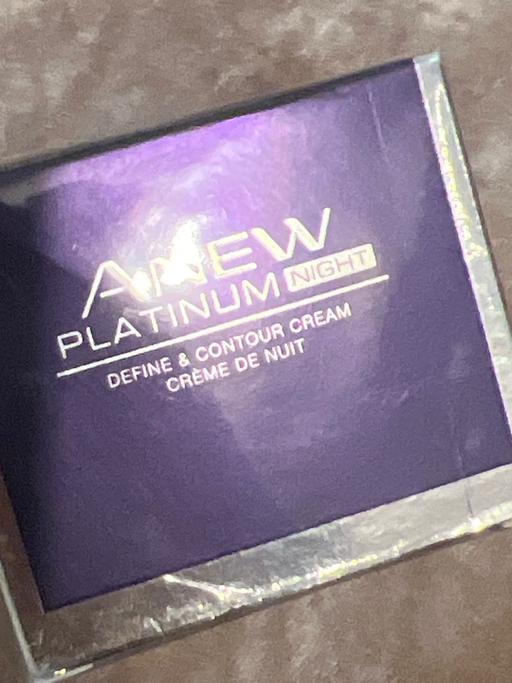 ANEW
PLATINUM NIGHT
DEFINE & CONTOUR CREAM
CRÈME DE NUIT